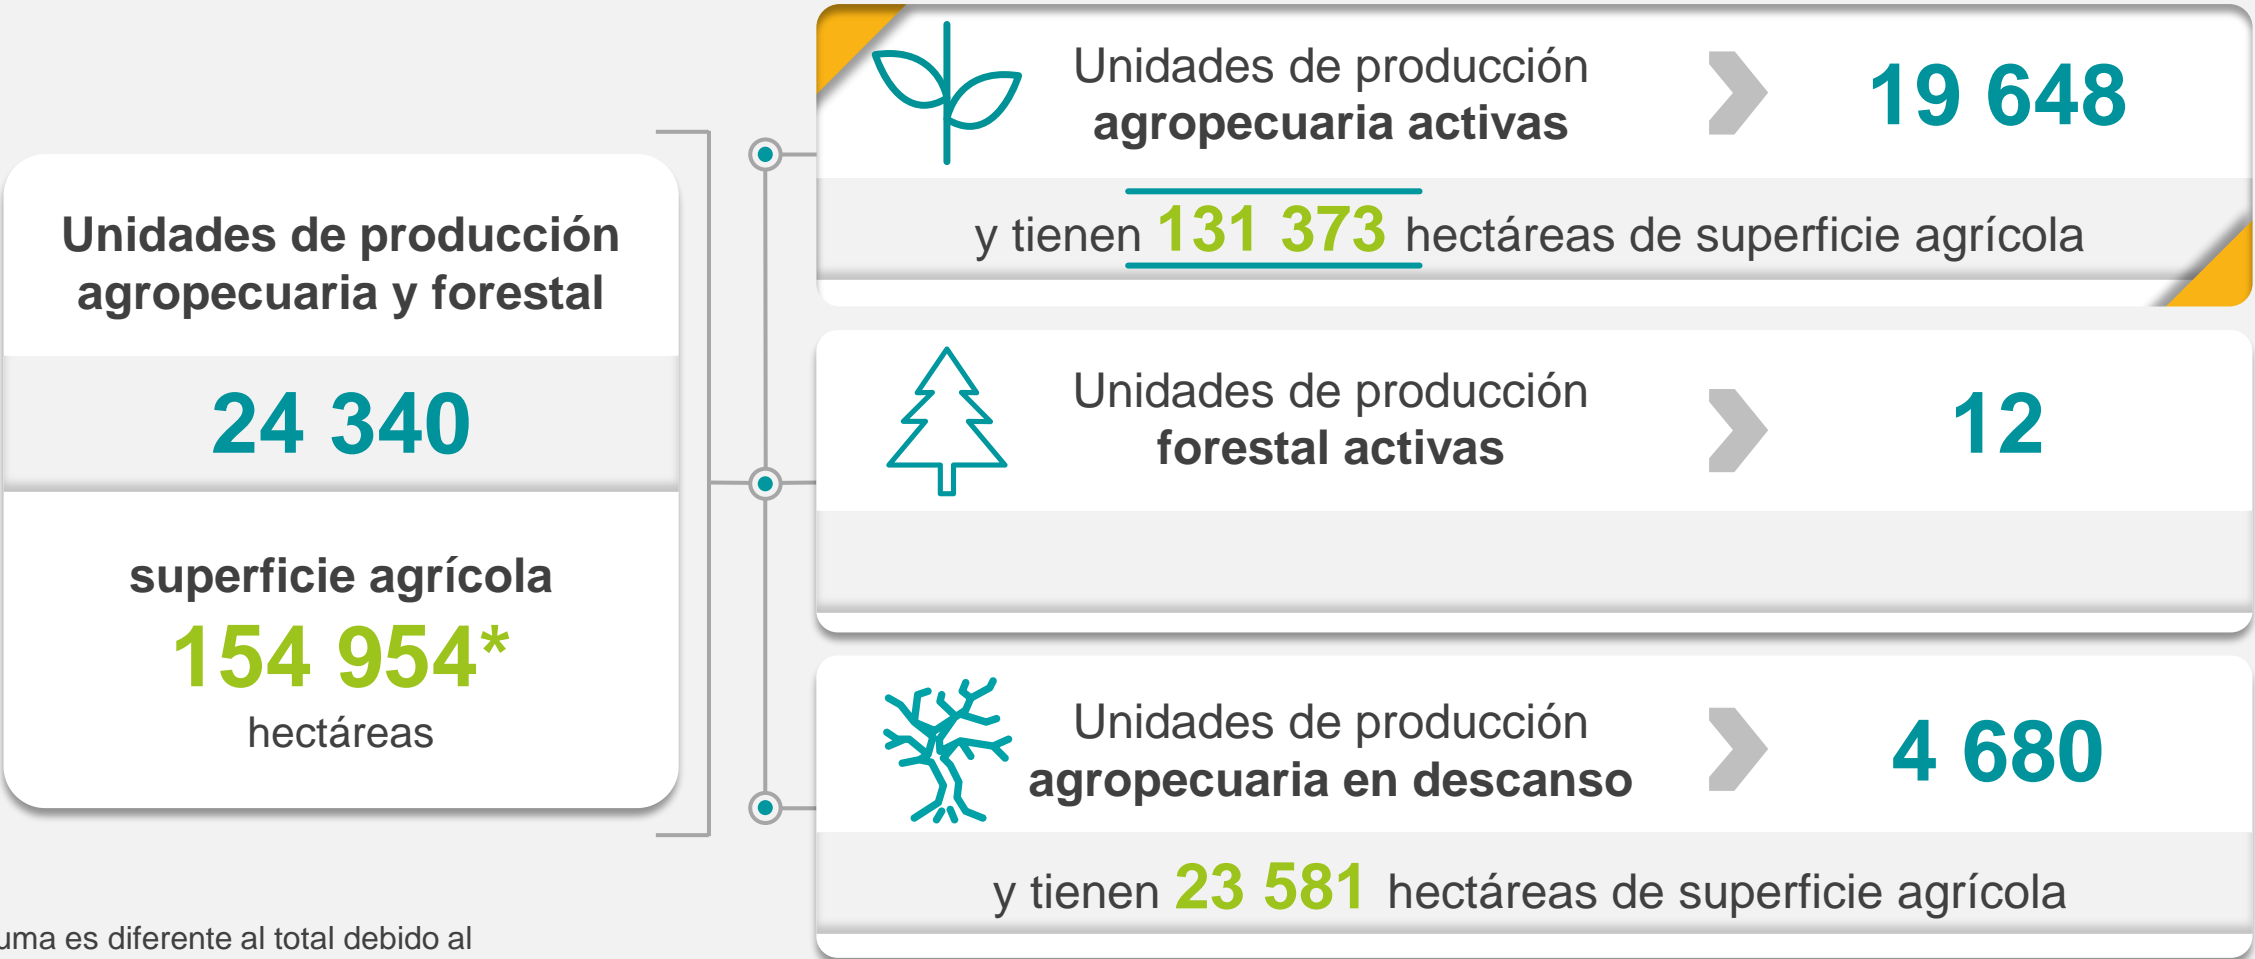 Unidades de producción
agropecuaria y forestal
24 340
superficie agrícola
154 954*
hectáreas
Unidades de producción
agropecuaria activas
19 648
y tienen 131 373 hectáreas de superficie agrícola
Unidades de producción
forestal activas
12
Unidades de producción
agropecuaria en descanso
4 680
y tienen 23 581 hectáreas de superficie agrícola
es diferente al total debido al